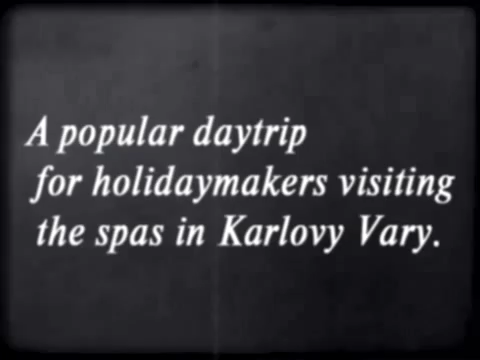 A popular daytrip
for holidaymakers visiting
the spas in Karlovy Vary.